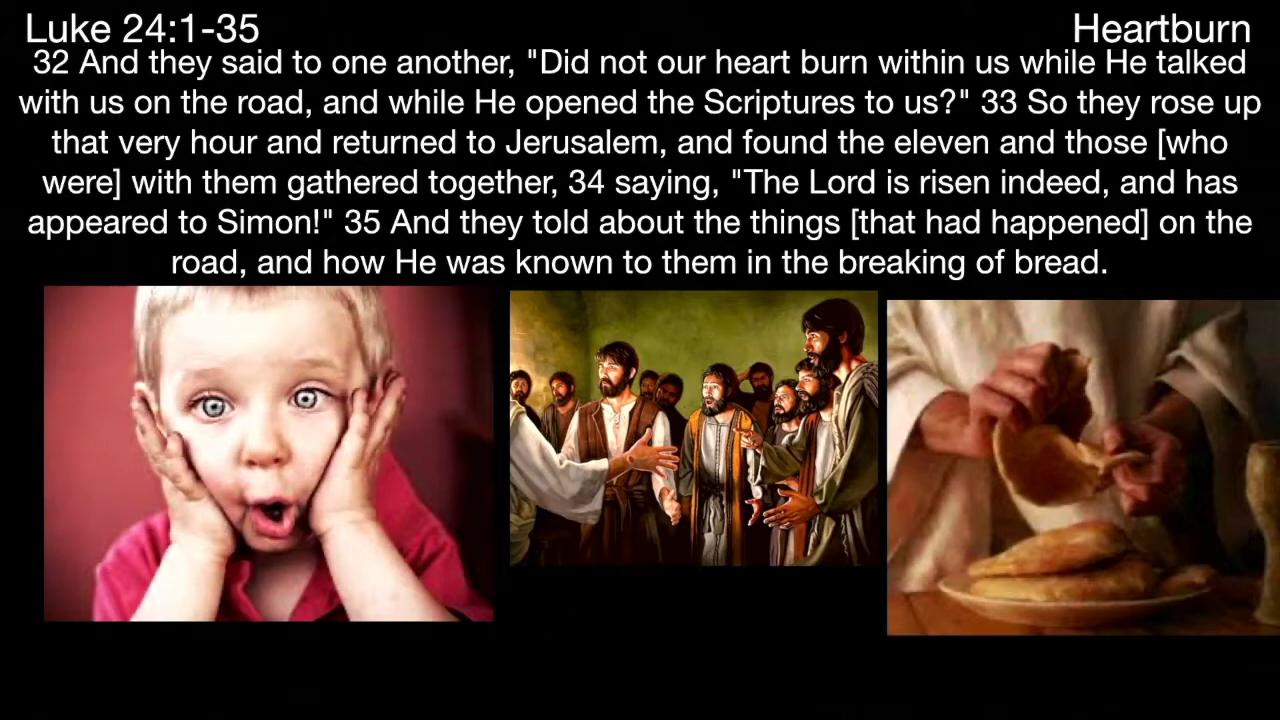 Luke 24:1-35
Heartburn
32 And they said to one another, "Did not our heart burn within us while He talked
with us on the road, and while He opened the Scriptures to us?" 33 So they rose up
that very hour and returned to Jerusalem, and found the eleven and those [who
were] with them gathered together, 34 saying, "The Lord is risen indeed, and has
appeared to Simon!" 35 And they told about the things [that had happened] on the
road, and how He was known to them in the breaking of bread.